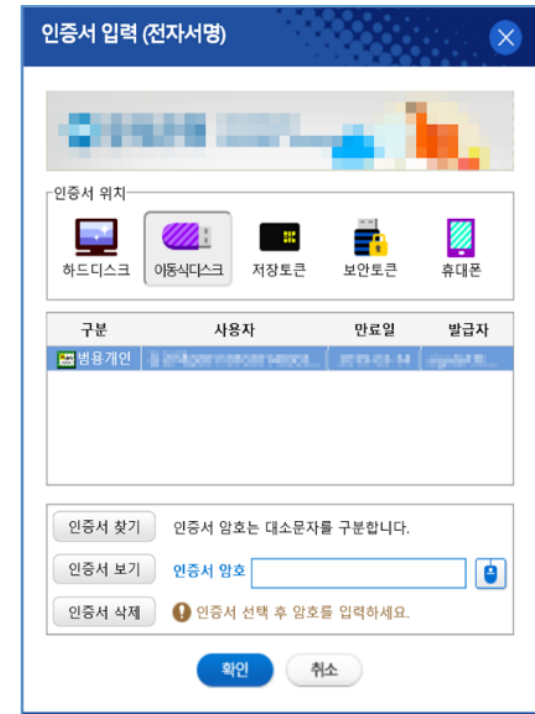 인증서 입력 (전자서명)
인증서 위치
하드디스크 이동식디스크 저장토큰 보안토큰 휴대폰
구분 사용자 만료일 발급자
범용개인
인증서 찾기 인증서 암호는 대소문자를 구분합니다.
인증서 보기 인증서 암호
인증서 삭제 인증서 선택 후 암호를 입력하세요.
확인 취소